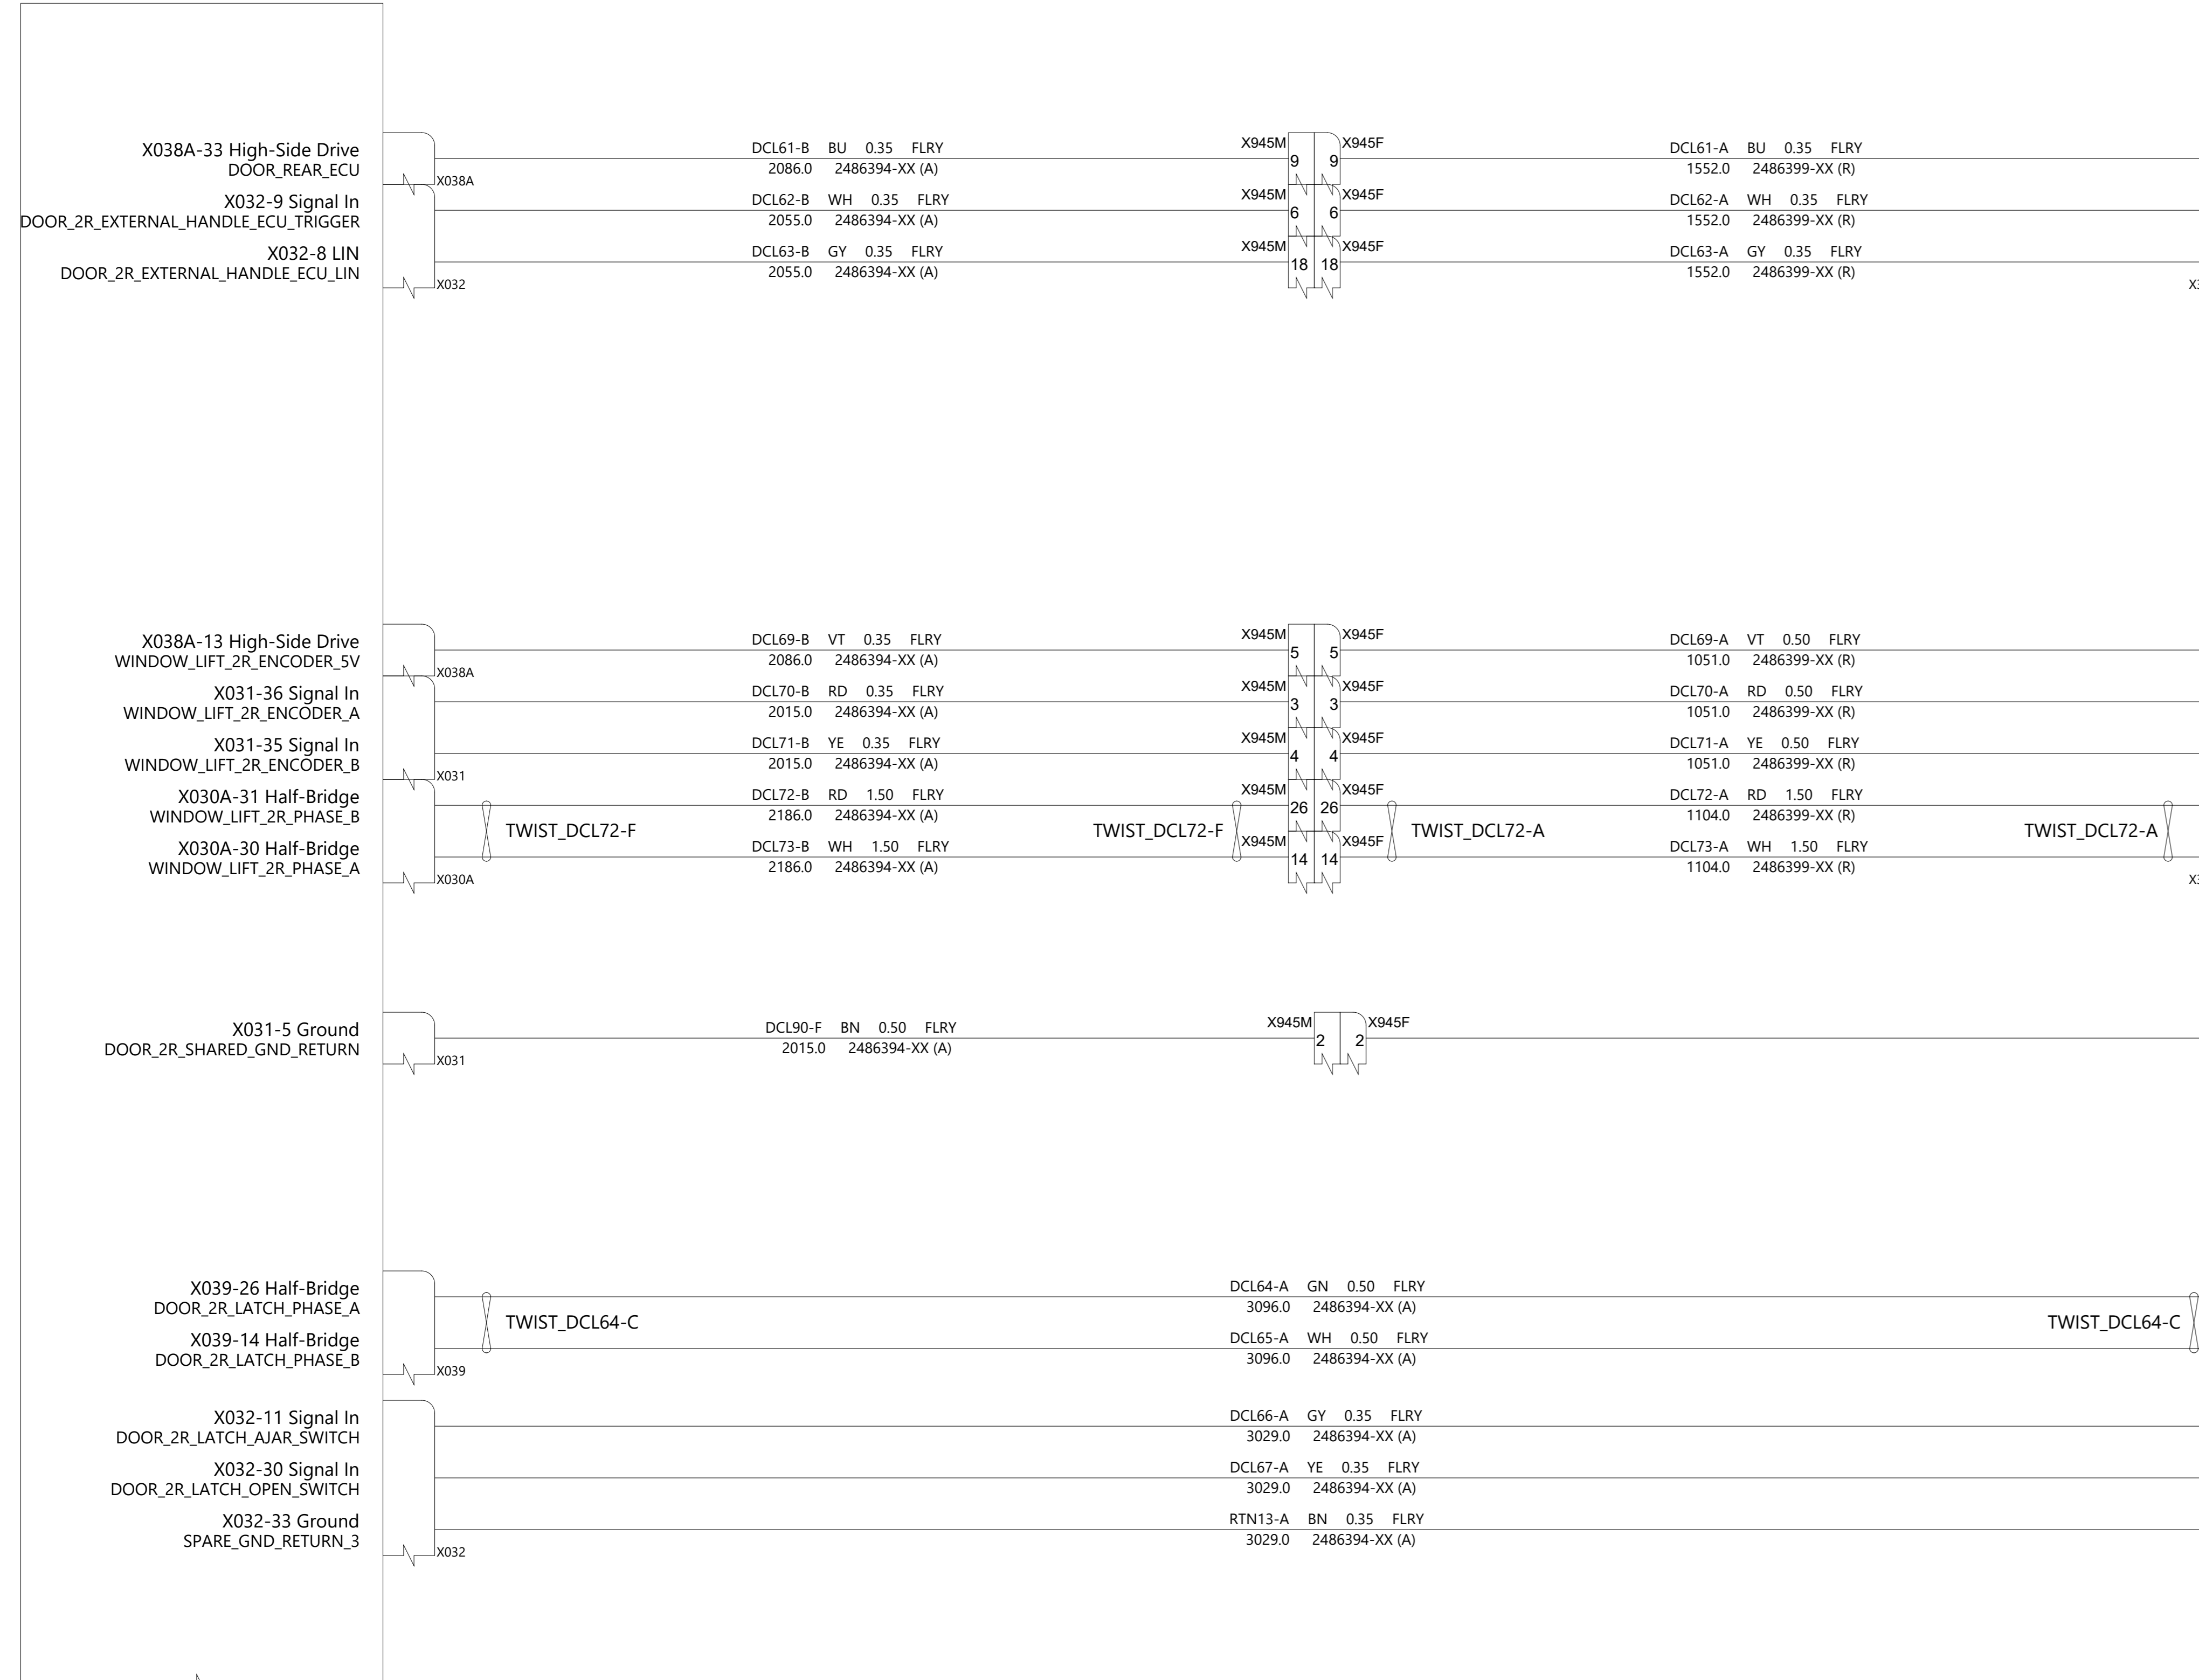 X038A-33 High-Side Drive
DOOR_REAR_ECU
X038A
DCL61-B BU 0.35 FLRY
2086.0 2486394-XX (A)
X945M 9 9 X945F
DCL61-A BU 0.35 FLRY
1552.0 2486399-XX (R)
X032-9 Signal In
DOOR_2R_EXTERNAL_HANDLE_ECU_TRIGGER
DCL62-B WH 0.35 FLRY
2055.0 2486394-XX (A)
X945M 6 6 X945F
DCL62-A WH 0.35 FLRY
1552.0 2486399-XX (R)
X032-8 LIN
DOOR_2R_EXTERNAL_HANDLE_ECU_LIN
X032
DCL63-B GY 0.35 FLRY
2055.0 2486394-XX (A)
X945M 18 18 X945F
DCL63-A GY 0.35 FLRY
1552.0 2486399-XX (R)
X038A-13 High-Side Drive
WINDOW_LIFT_2R_ENCODER_5V
X038A
DCL69-B VT 0.35 FLRY
2086.0 2486394-XX (A)
X945M 5 5 X945F
DCL69-A VT 0.50 FLRY
1051.0 2486399-XX (R)
X031-36 Signal In
WINDOW_LIFT_2R_ENCODER_A
DCL70-B RD 0.35 FLRY
2015.0 2486394-XX (A)
X945M 3 3 X945F
DCL70-A RD 0.50 FLRY
1051.0 2486399-XX (R)
X031-35 Signal In
WINDOW_LIFT_2R_ENCODER_B
X031
DCL71-B YE 0.35 FLRY
2015.0 2486394-XX (A)
X945M 4 4 X945F
DCL71-A YE 0.50 FLRY
1051.0 2486399-XX (R)
X030A-31 Half-Bridge
WINDOW_LIFT_2R_PHASE_B
DCL72-B RD 1.50 FLRY
2186.0 2486394-XX (A)
X945M 26 26 X945F
DCL72-A RD 1.50 FLRY
1104.0 2486399-XX (R)
TWIST_DCL72-F TWIST_DCL72-F TWIST_DCL72-A TWIST_DCL72-A
X030A-30 Half-Bridge
WINDOW_LIFT_2R_PHASE_A
X030A
DCL73-B WH 1.50 FLRY
2186.0 2486394-XX (A)
X945M 14 14 X945F
DCL73-A WH 1.50 FLRY
1104.0 2486399-XX (R)
X031-5 Ground
DOOR_2R_SHARED_GND_RETURN
X031
DCL90-F BN 0.50 FLRY
2015.0 2486394-XX (A)
X945M 2 2 X945F
X039-26 Half-Bridge
DOOR_2R_LATCH_PHASE_A
DCL64-A GN 0.50 FLRY
3096.0 2486394-XX (A)
TWIST_DCL64-C TWIST_DCL64-C
X039-14 Half-Bridge
DOOR_2R_LATCH_PHASE_B
X039
DCL65-A WH 0.50 FLRY
3096.0 2486394-XX (A)
X032-11 Signal In
DOOR_2R_LATCH_AJAR_SWITCH
DCL66-A GY 0.35 FLRY
3029.0 2486394-XX (A)
X032-30 Signal In
DOOR_2R_LATCH_OPEN_SWITCH
DCL67-A YE 0.35 FLRY
3029.0 2486394-XX (A)
X032-33 Ground
SPARE_GND_RETURN_3
X032
RTN13-A BN 0.35 FLRY
3029.0 2486394-XX (A)